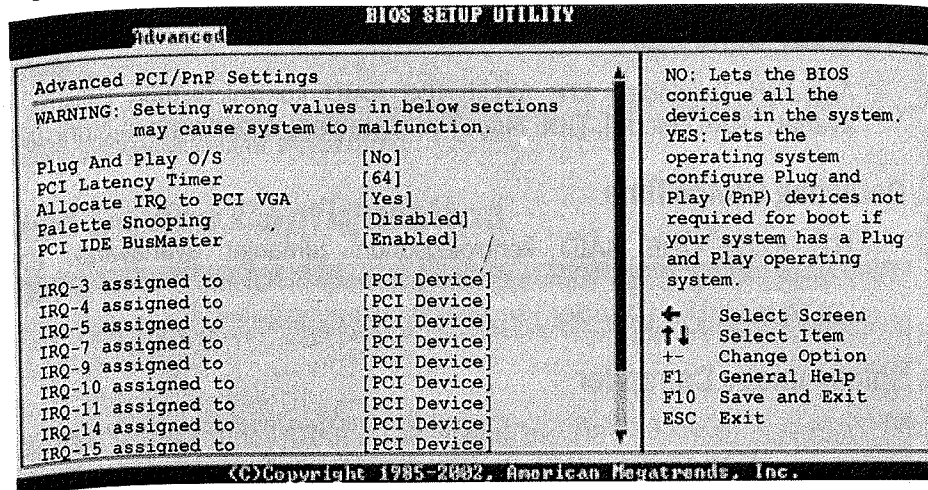 BIOS SETUP UTILITY
Advanced
Advanced PCI/PnP Settings
WARNING: Setting wrong values in below sections
may cause system to malfunction.
Plug And Play O/S [No]
PCI Latency Timer [64]
Allocate IRQ to PCI VGA [Yes]
Palette Snooping [Disabled]
PCI IDE BusMaster [Enabled]
IRQ-3 assigned to [PCI Device]
IRQ-4 assigned to [PCI Device]
IRQ-5 assigned to [PCI Device]
IRQ-7 assigned to [PCI Device]
IRQ-9 assigned to [PCI Device]
IRQ-10 assigned to [PCI Device]
IRQ-11 assigned to [PCI Device]
IRQ-14 assigned to [PCI Device]
IRQ-15 assigned to [PCI Device]
NO: Lets the BIOS
configue all the
devices in the system.
YES: Lets the
operating system
configure Plug and
Play (PnP) devices not
required for boot if
your system has a Plug
and Play operating
system.
← Select Screen
↑↓ Select Item
+- Change Option
F1 General Help
F10 Save and Exit
ESC Exit
(C)Copyright 1985-2002, American Megatrends, Inc.